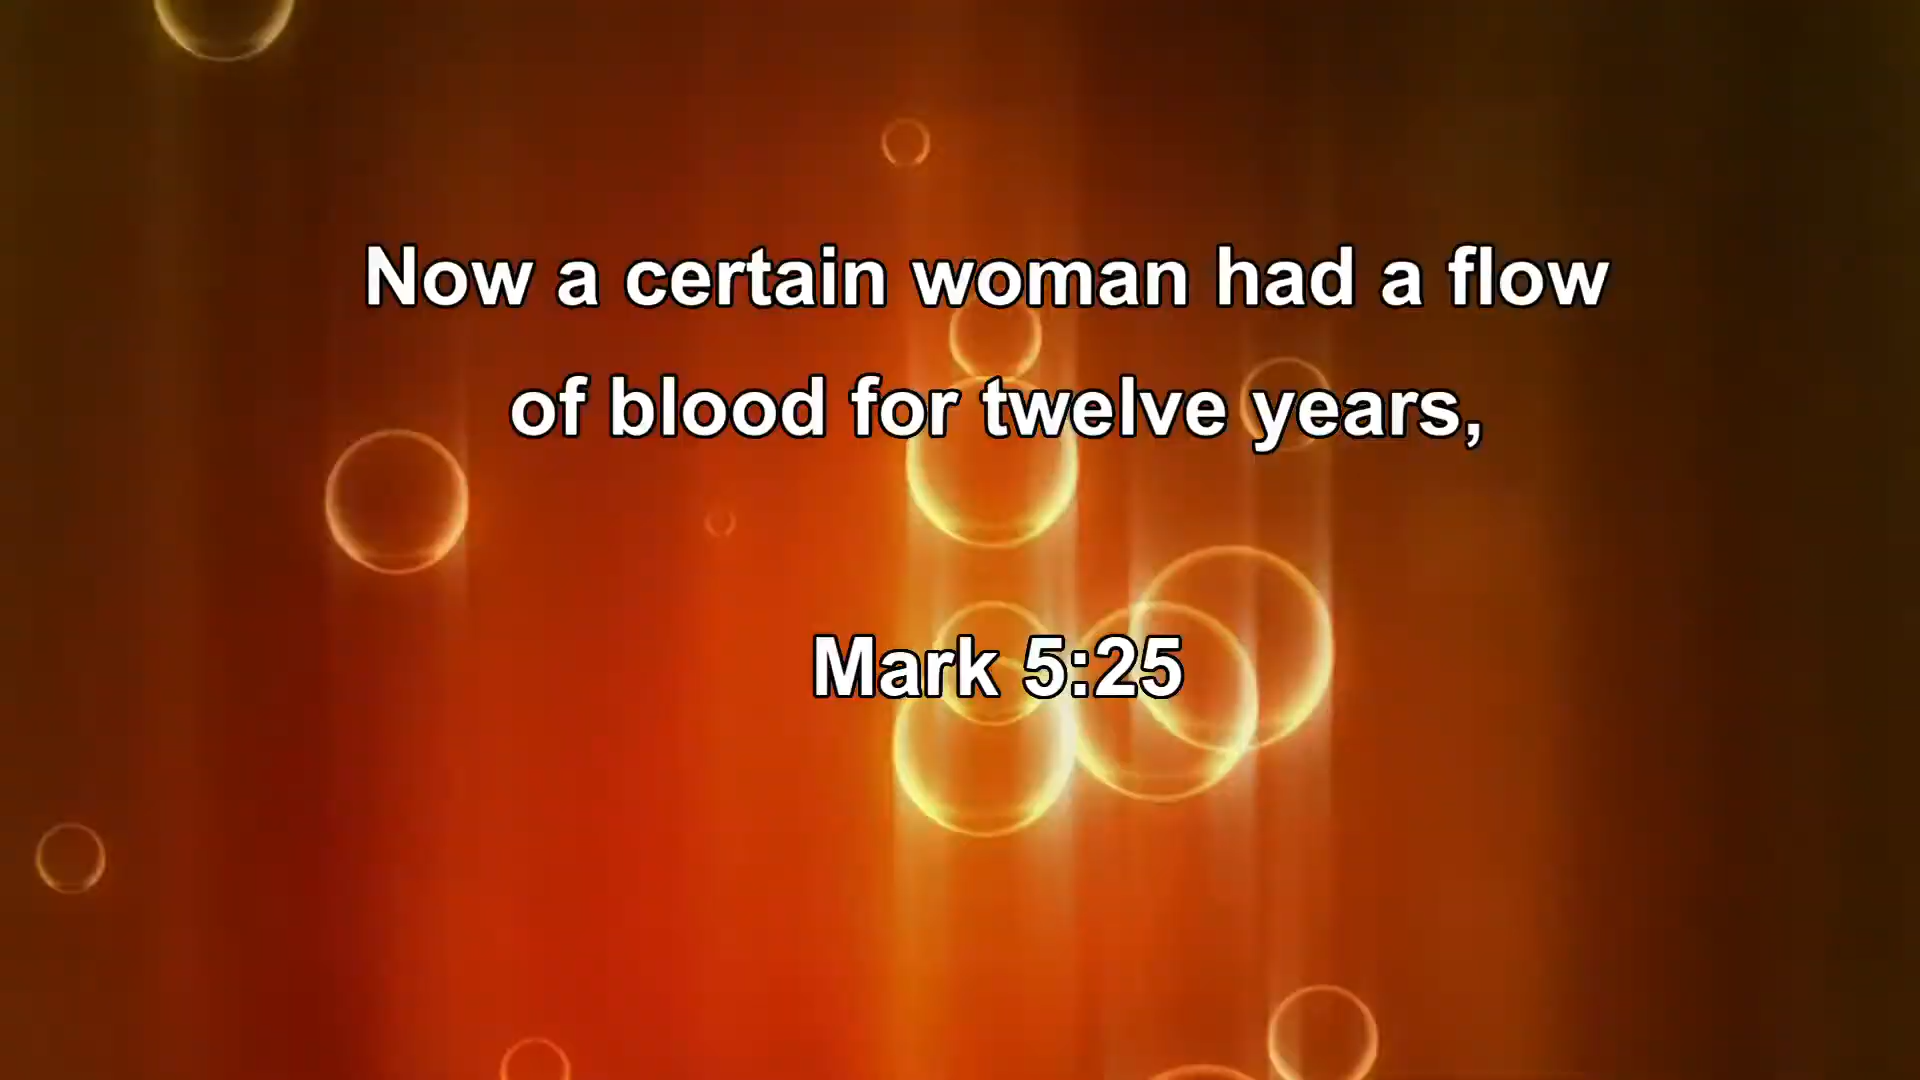 Now a certain woman had a flow
of blood for twelve years,
Mark 5:25